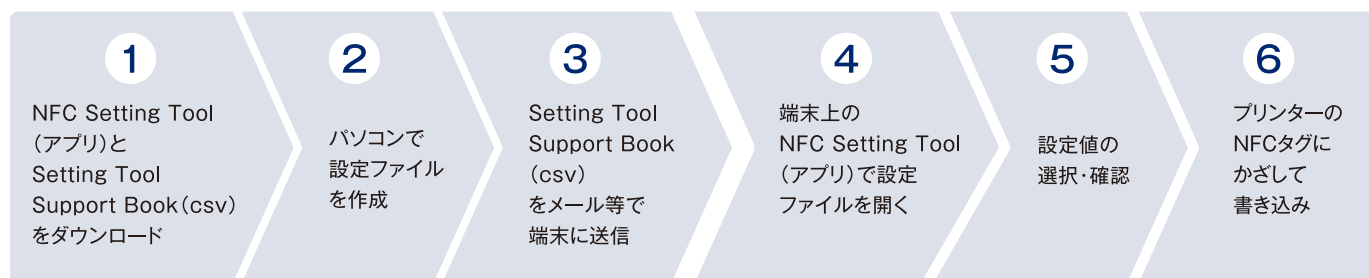 1
NFC Setting Tool
（アプリ）と
Setting Tool
Support Book（csv）
をダウンロード
2
パソコンで
設定ファイル
を作成
3
Setting Tool
Support Book
（csv）
をメール等で
端末に送信
4
端末上の
NFC Setting Tool
（アプリ）で設定
ファイルを開く
5
設定値の
選択・確認
6
プリンターの
NFCタグに
かざして
書き込み